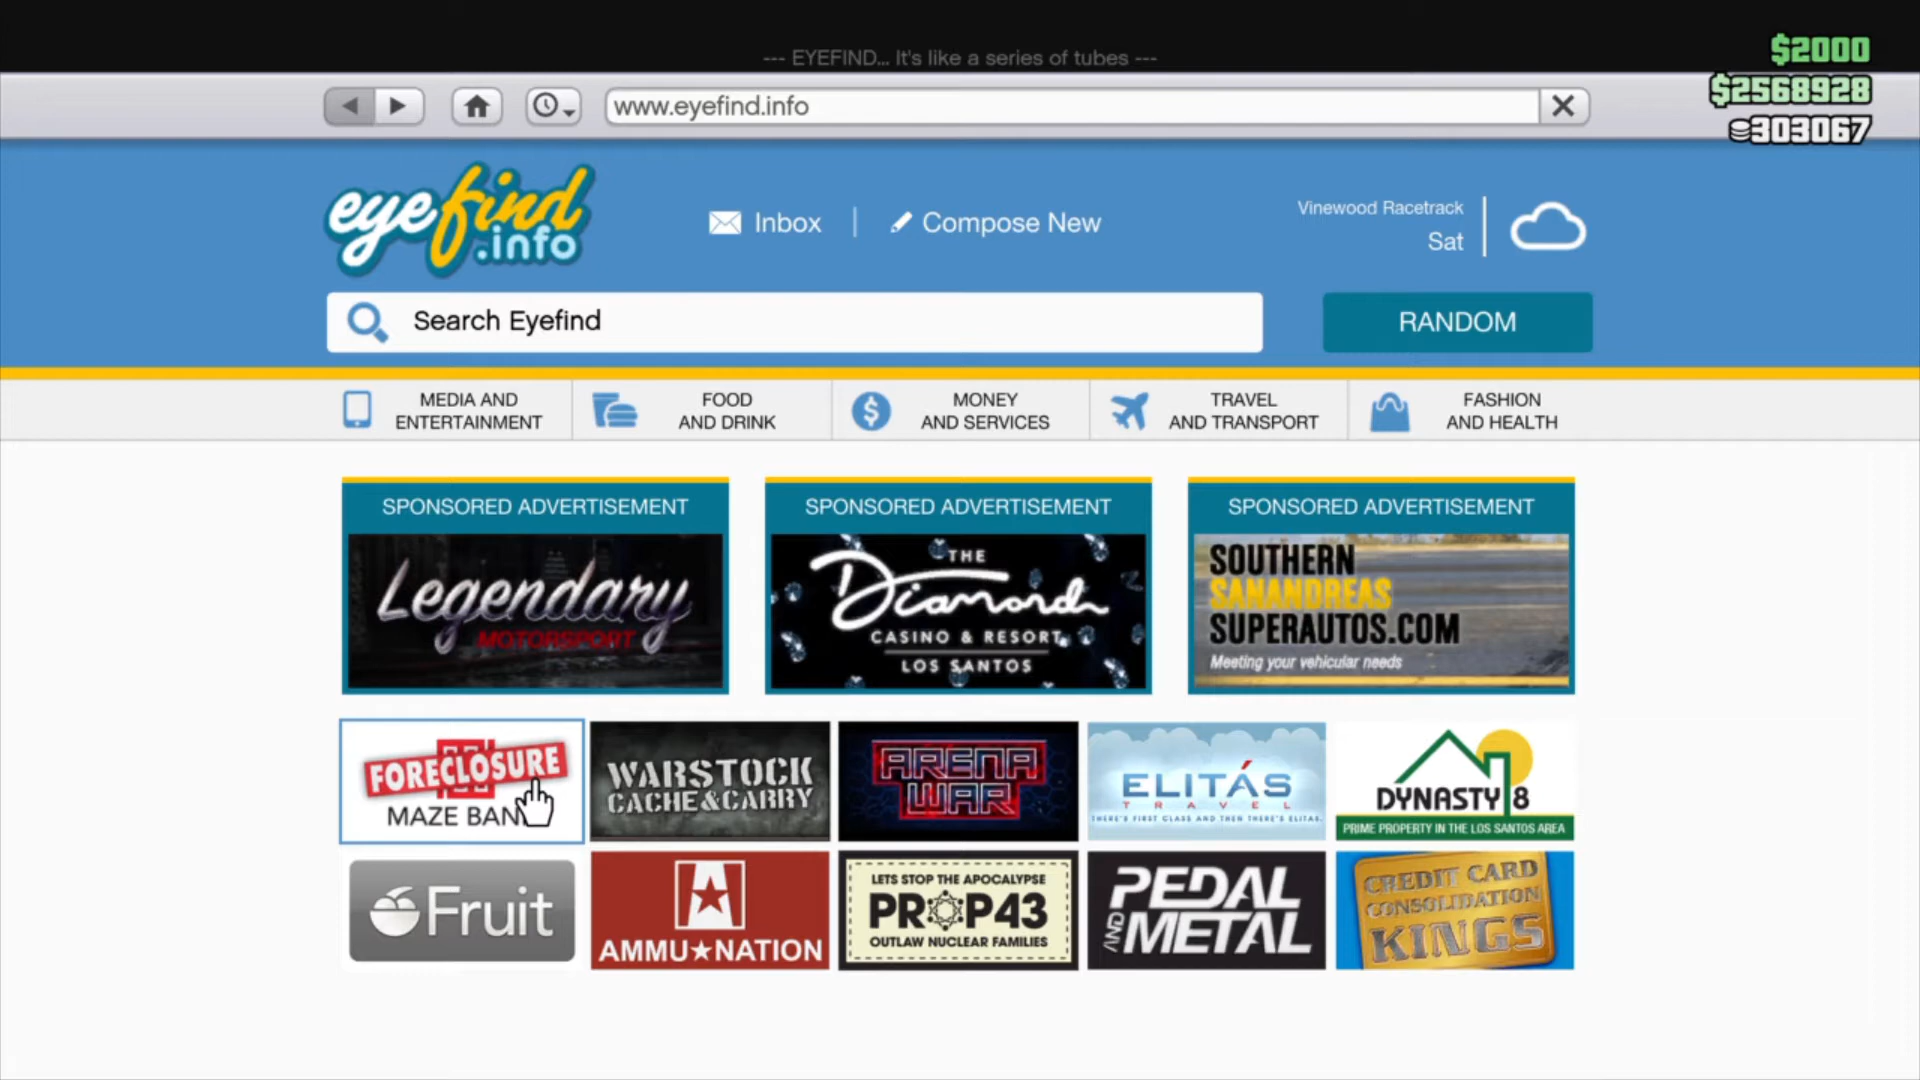 --- EYEFIND... It's like a series of tubes ---
$2000
$2568928
303067
www.eyefind.info
eyefind
.info
Inbox
Compose New
Vinewood Racetrack
Sat
Search Eyefind
RANDOM
MEDIA AND
ENTERTAINMENT
FOOD
AND DRINK
MONEY
AND SERVICES
TRAVEL
AND TRANSPORT
FASHION
AND HEALTH
SPONSORED ADVERTISEMENT
Legendary
MOTORSPORT
SPONSORED ADVERTISEMENT
THE
Diamond
CASINO & RESORT
LOS SANTOS
SPONSORED ADVERTISEMENT
SOUTHERN
SANANDREAS
SUPERAUTOS.COM
Meeting your vehicular needs
FORECLOSURE
MAZE BAN
WARSTOCK
CACHE&CARRY
ARENA
WAR
ELITÁS
TRAVEL
THERE'S FIRST CLASS AND THEN THERE'S ELITAS.
DYNASTY 8
PRIME PROPERTY IN THE LOS SANTOS AREA
Fruit
AMMU★NATION
LETS STOP THE APOCALYPSE
PROP43
OUTLAW NUCLEAR FAMILIES
PEDAL
AND METAL
CREDIT CARD
CONSOLIDATION
KINGS